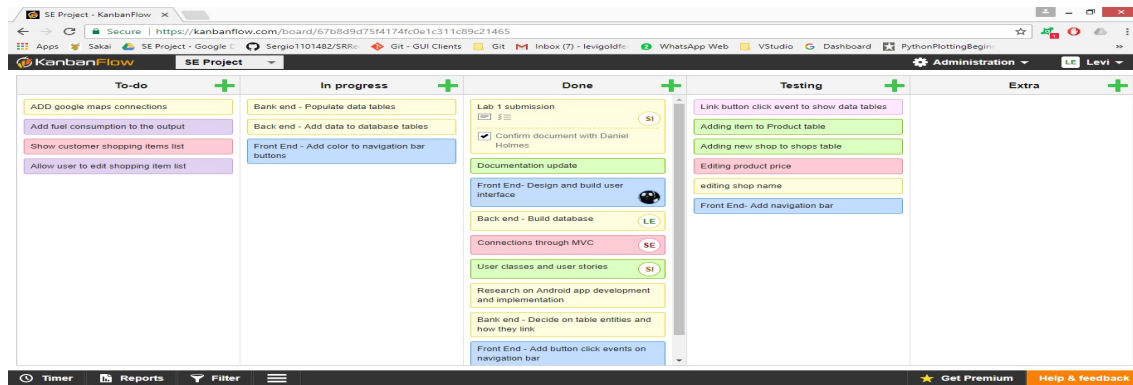 SE Project - KanbanFlow
Secure | https://kanbanflow.com/board/67b8d9d75f4174fc0e1c311c89c21465
Apps Sakai SE Project - Google D Sergio1101482/SRRe Git - GUI Clients Git Inbox (7) - levigoldfe WhatsApp Web VStudio Dashboard PythonPlottingBegin
KanbanFlow SE Project Administration LE Levi
To-do In progress Done Testing Extra
ADD google maps connections
Add fuel consumption to the output
Show customer shopping items list
Allow user to edit shopping item list
Bank end - Populate data tables
Back end - Add data to database tables
Front End - Add color to navigation bar
buttons
Lab 1 submission
SI
Confirm document with Daniel
Holmes
Documentation update
Front End- Design and build user
interface
Back end - Build database
LE
Connections through MVC
SE
User classes and user stories
SI
Research on Android app development
and implementation
Bank end - Decide on table entities and
how they link
Front End - Add button click events on
navigation bar
Link button click event to show data tables
Adding item to Product table
Adding new shop to shops table
Editing product price
editing shop name
Front End- Add navigation bar
Timer Reports Filter Get Premium Help & feedback